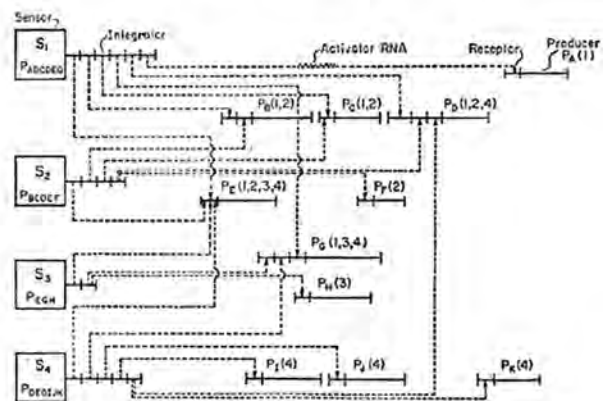 Sensor
Integrator
S1
PABCDEG
Activator RNA
Receptor
Producer
PA(1)
PB(1,2)
PC(1,2)
PD(1,2,4)
S2
PBCDEF
PE(1,2,3,4)
PF(2)
PG(1,3,4)
S3
PEGH
PH(3)
S4
PDEGIJK
PI(4)
PJ(4)
PK(4)